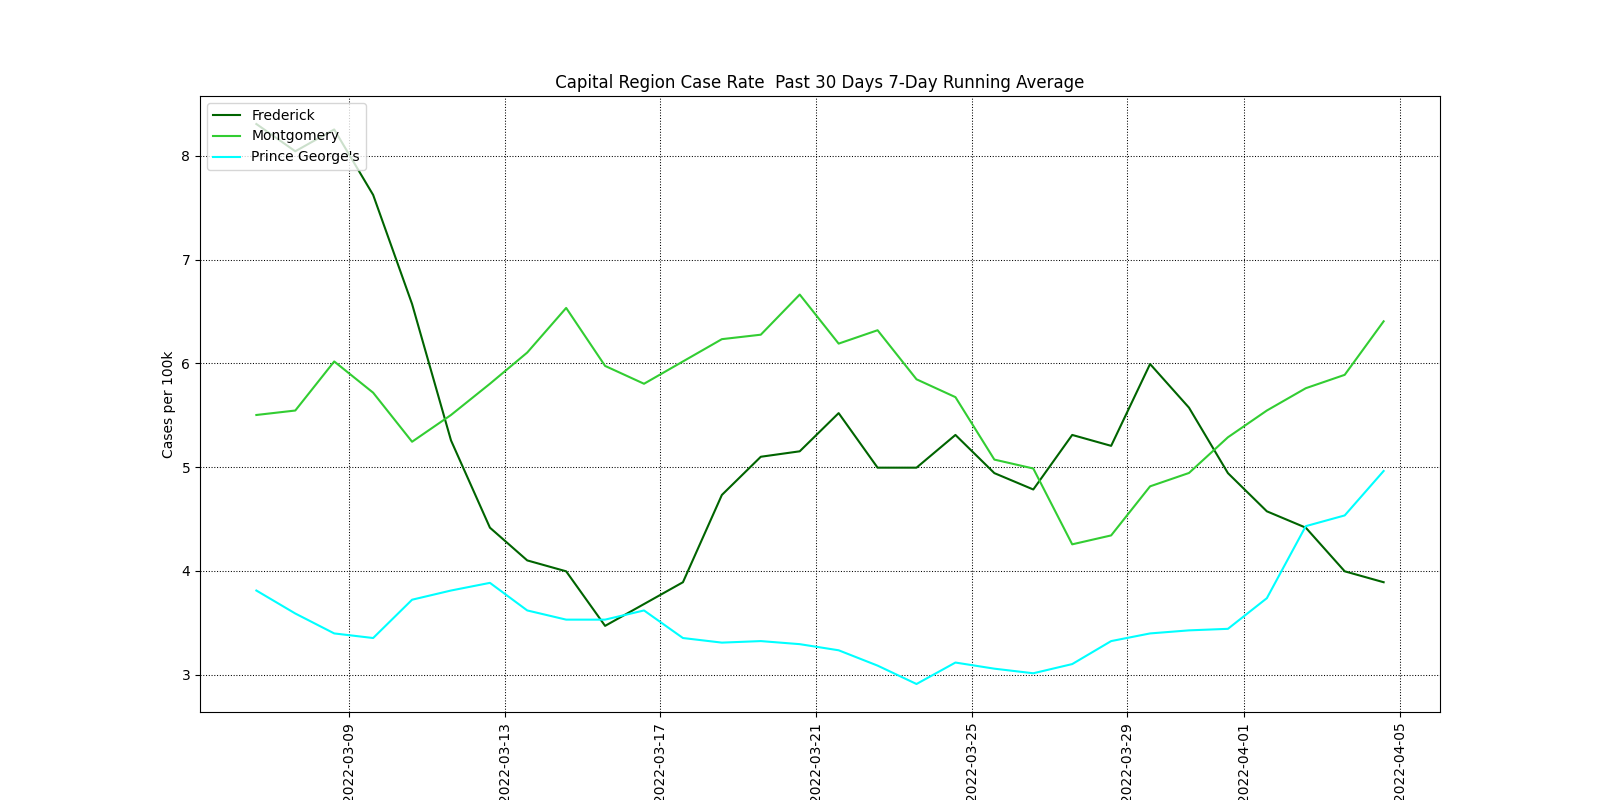 Capital Region Case Rate  Past 30 Days 7-Day Running Average
Frederick
Montgomery
Prince George's
Cases per 100k
8
7
6
5
4
3
2022-03-09
2022-03-13
2022-03-17
2022-03-21
2022-03-25
2022-03-29
2022-04-01
2022-04-05